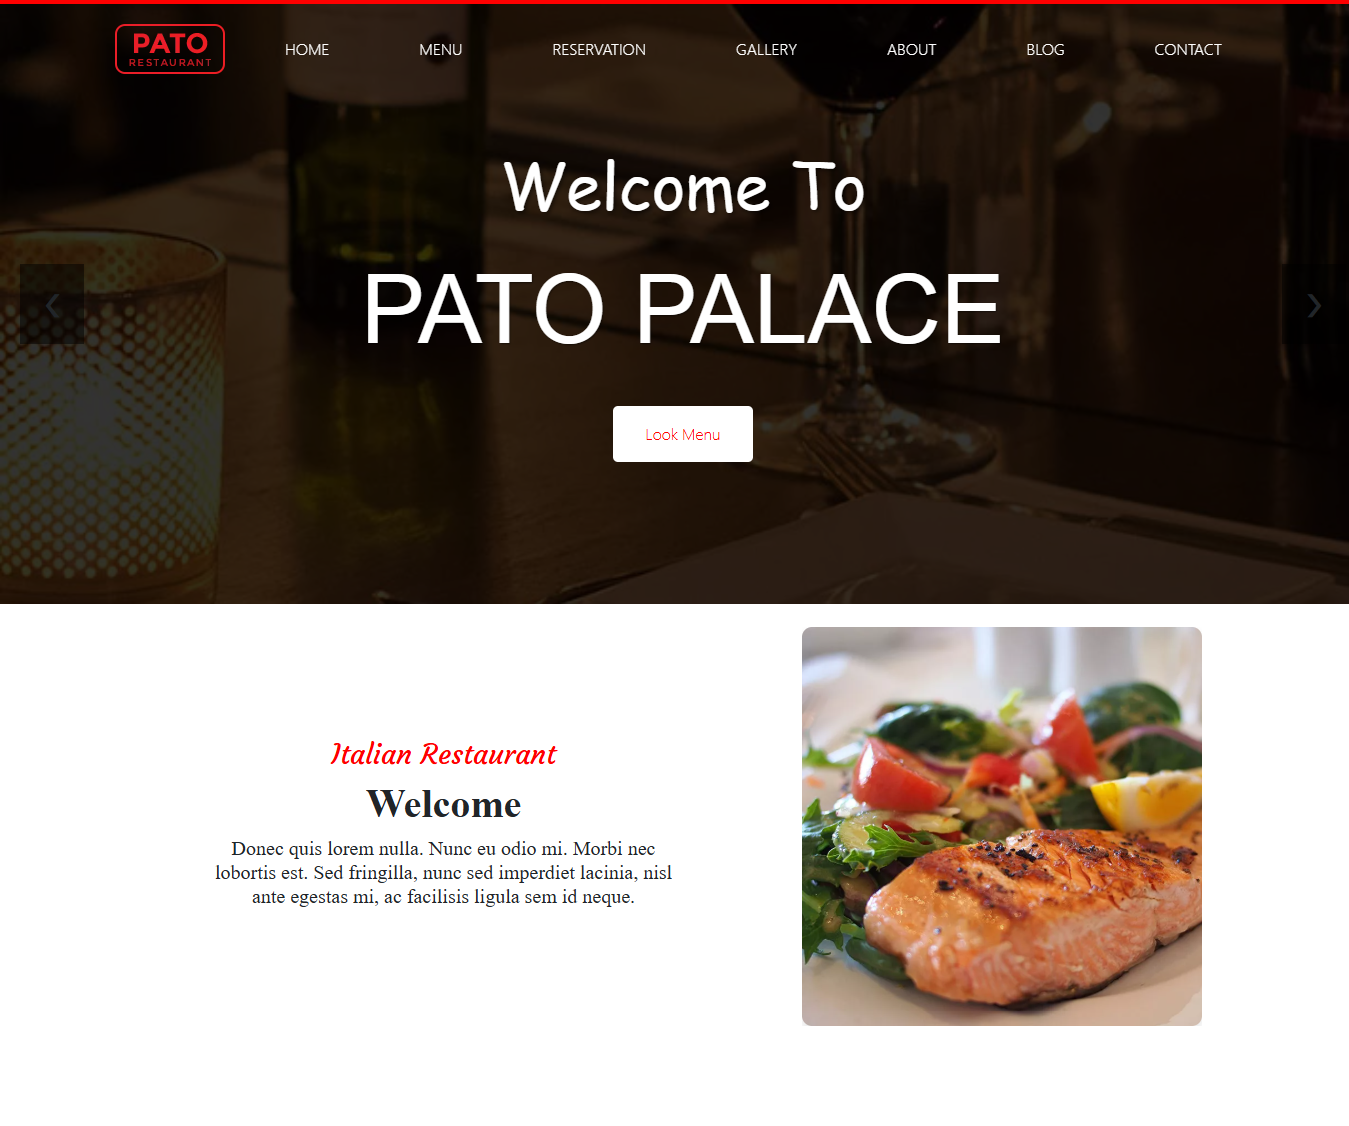 PATO
RESTAURANT
HOME
MENU
RESERVATION
GALLERY
ABOUT
BLOG
CONTACT
Welcome To
PATO PALACE
Look Menu
Italian Restaurant
Welcome
Donec quis lorem nulla. Nunc eu odio mi. Morbi nec
lobortis est. Sed fringilla, nunc sed imperdiet lacinia, nisl
ante egestas mi, ac facilisis ligula sem id neque.